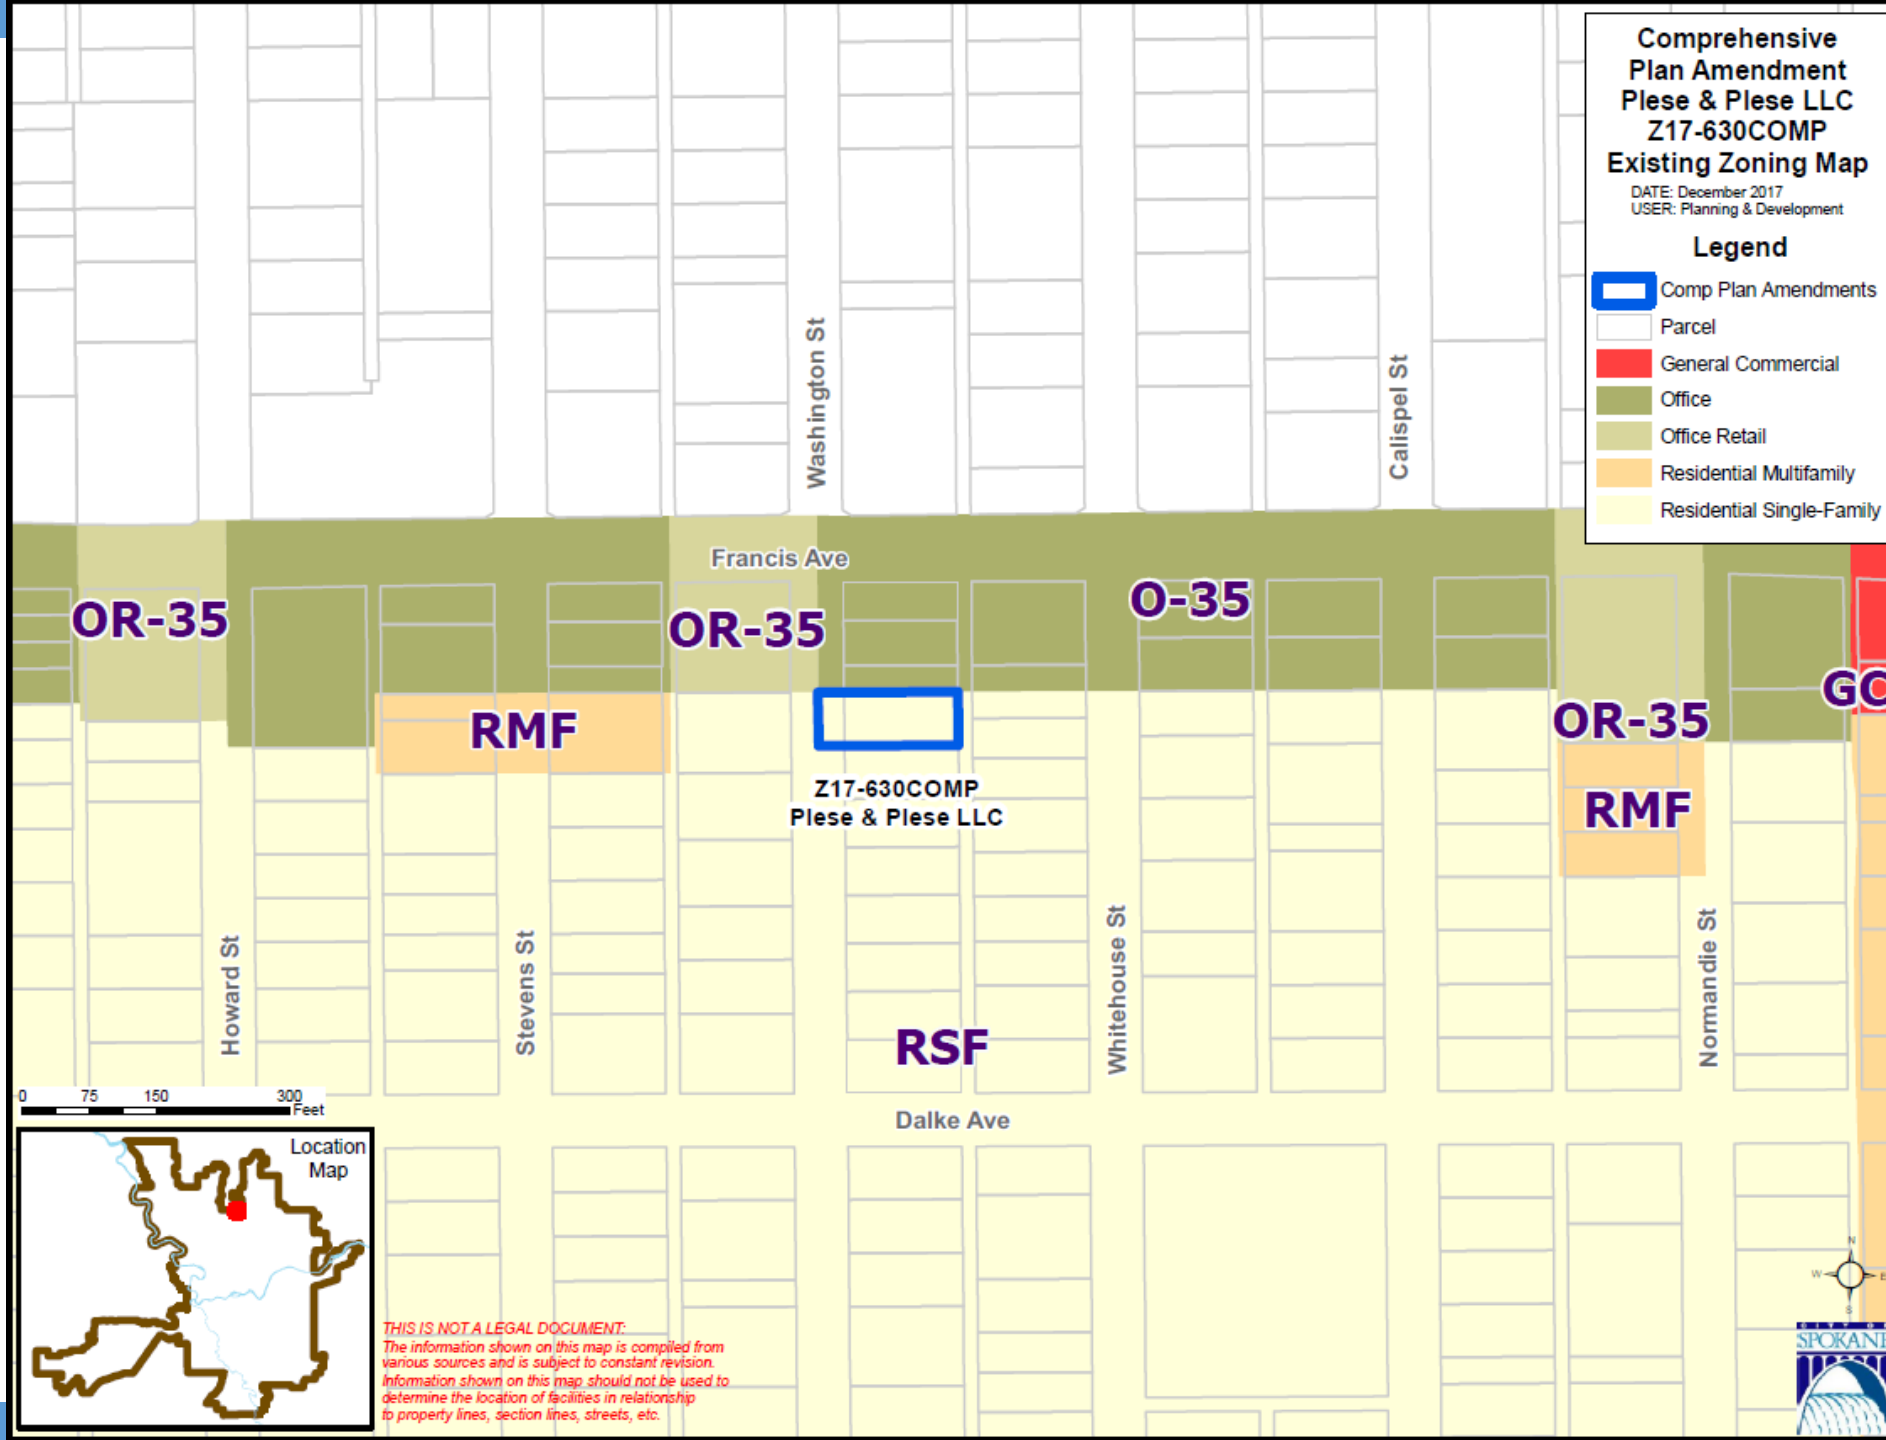 Comprehensive
Plan Amendment
Plese & Plese LLC
Z17-630COMP
Existing Zoning Map
DATE: December 2017
USER: Planning & Development
Legend
Comp Plan Amendments
Parcel
General Commercial
Office
Office Retail
Residential Multifamily
Residential Single-Family
Washington St
Calispel St
Francis Ave
OR-35
OR-35
O-35
OR-35
GC
RMF
RMF
Z17-630COMP
Plese & Plese LLC
Howard St
Stevens St
Whitehouse St
Normandie St
RSF
Dalke Ave
0 75 150 300
Feet
Location
Map
THIS IS NOT A LEGAL DOCUMENT:
The information shown on this map is compiled from
various sources and is subject to constant revision.
Information shown on this map should not be used to
determine the location of facilities in relationship
to property lines, section lines, streets, etc.
N
W E
S
CITY O
SPOKANE